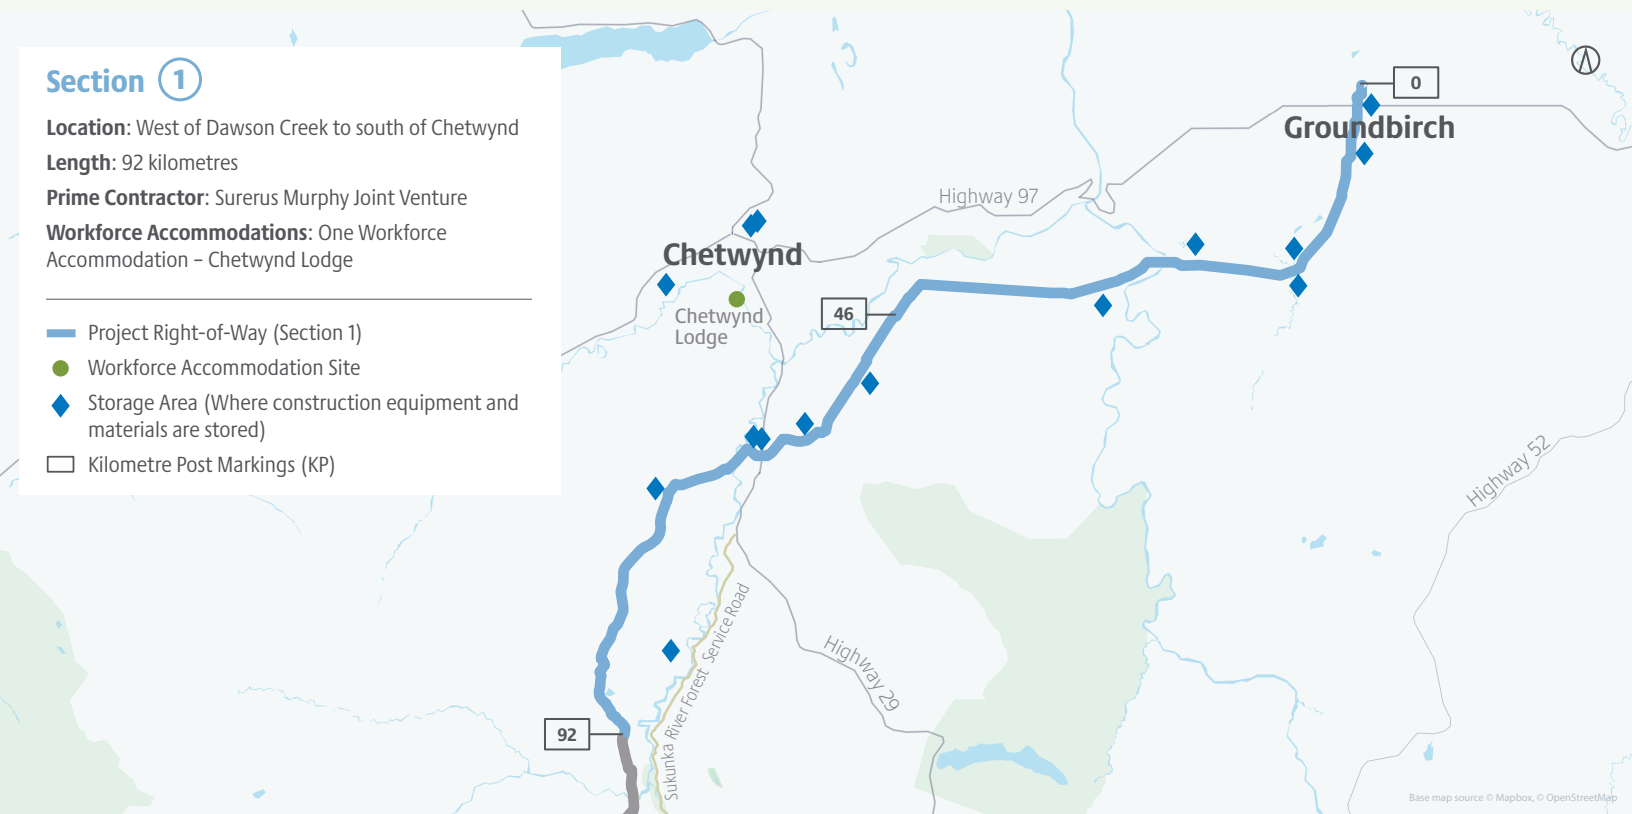 Section 1
Location: West of Dawson Creek to south of Chetwynd
Length: 92 kilometres
Prime Contractor: Surerus Murphy Joint Venture
Workforce Accommodations: One Workforce
Accommodation – Chetwynd Lodge
Project Right-of-Way (Section 1)
Workforce Accommodation Site
Storage Area (Where construction equipment and
materials are stored)
Kilometre Post Markings (KP)
0
Groundbirch
Highway 97
Chetwynd
Chetwynd
Lodge
46
Highway 52
Sukunka River Forest Service Road
Highway 29
92
Base map source © Mapbox, © OpenStreetMap